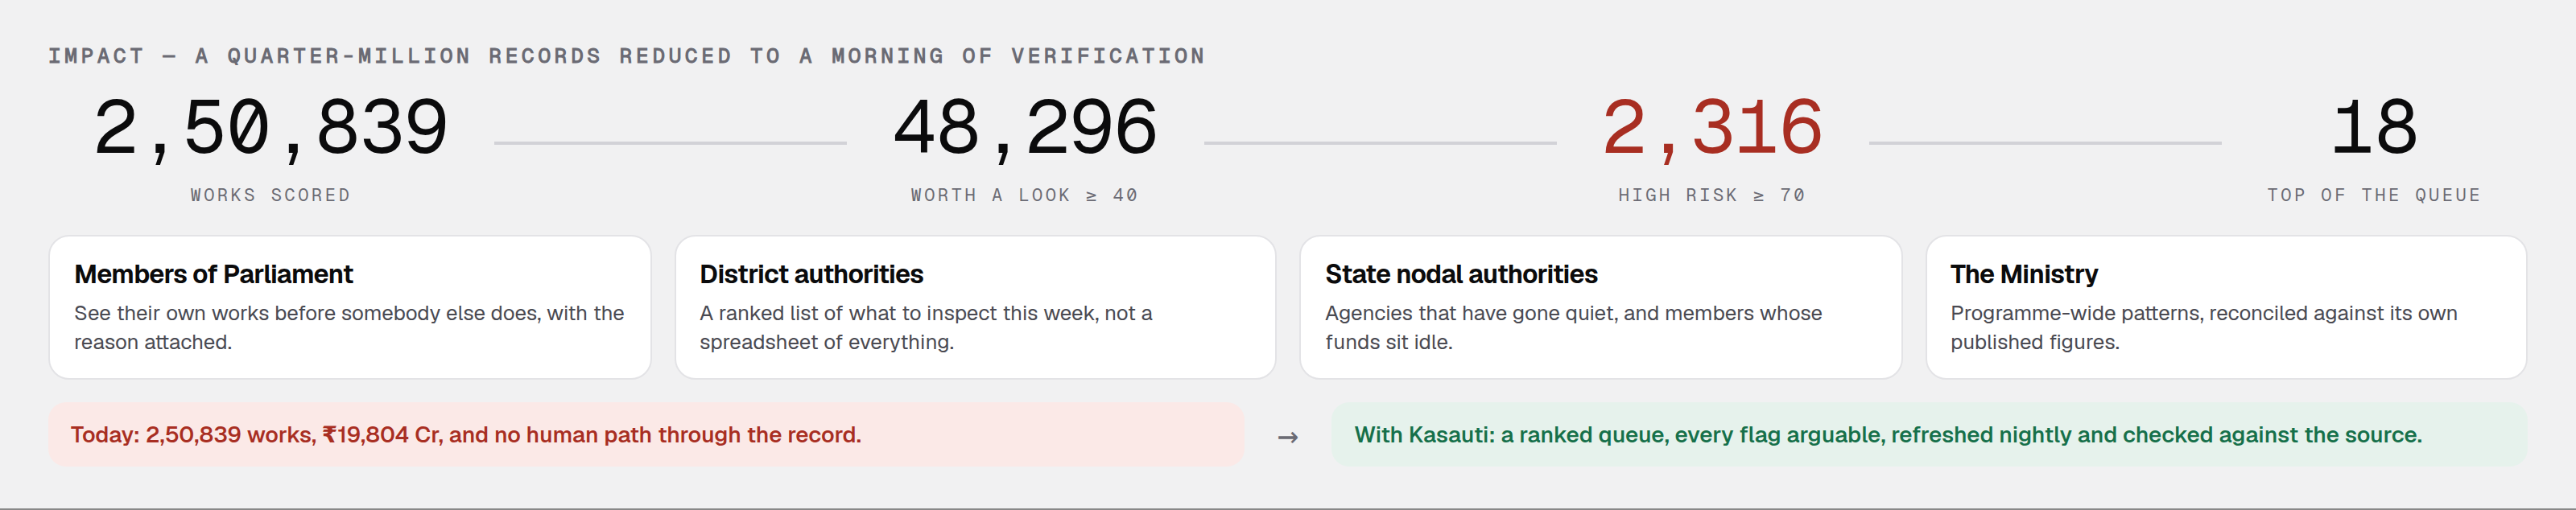 IMPACT — A QUARTER-MILLION RECORDS REDUCED TO A MORNING OF VERIFICATION
2,50,839
WORKS SCORED
48,296
WORTH A LOOK ≥ 40
2,316
HIGH RISK ≥ 70
18
TOP OF THE QUEUE
Members of Parliament
See their own works before somebody else does, with the
reason attached.
District authorities
A ranked list of what to inspect this week, not a
spreadsheet of everything.
State nodal authorities
Agencies that have gone quiet, and members whose
funds sit idle.
The Ministry
Programme-wide patterns, reconciled against its own
published figures.
Today: 2,50,839 works, ₹19,804 Cr, and no human path through the record.
→
With Kasauti: a ranked queue, every flag arguable, refreshed nightly and checked against the source.